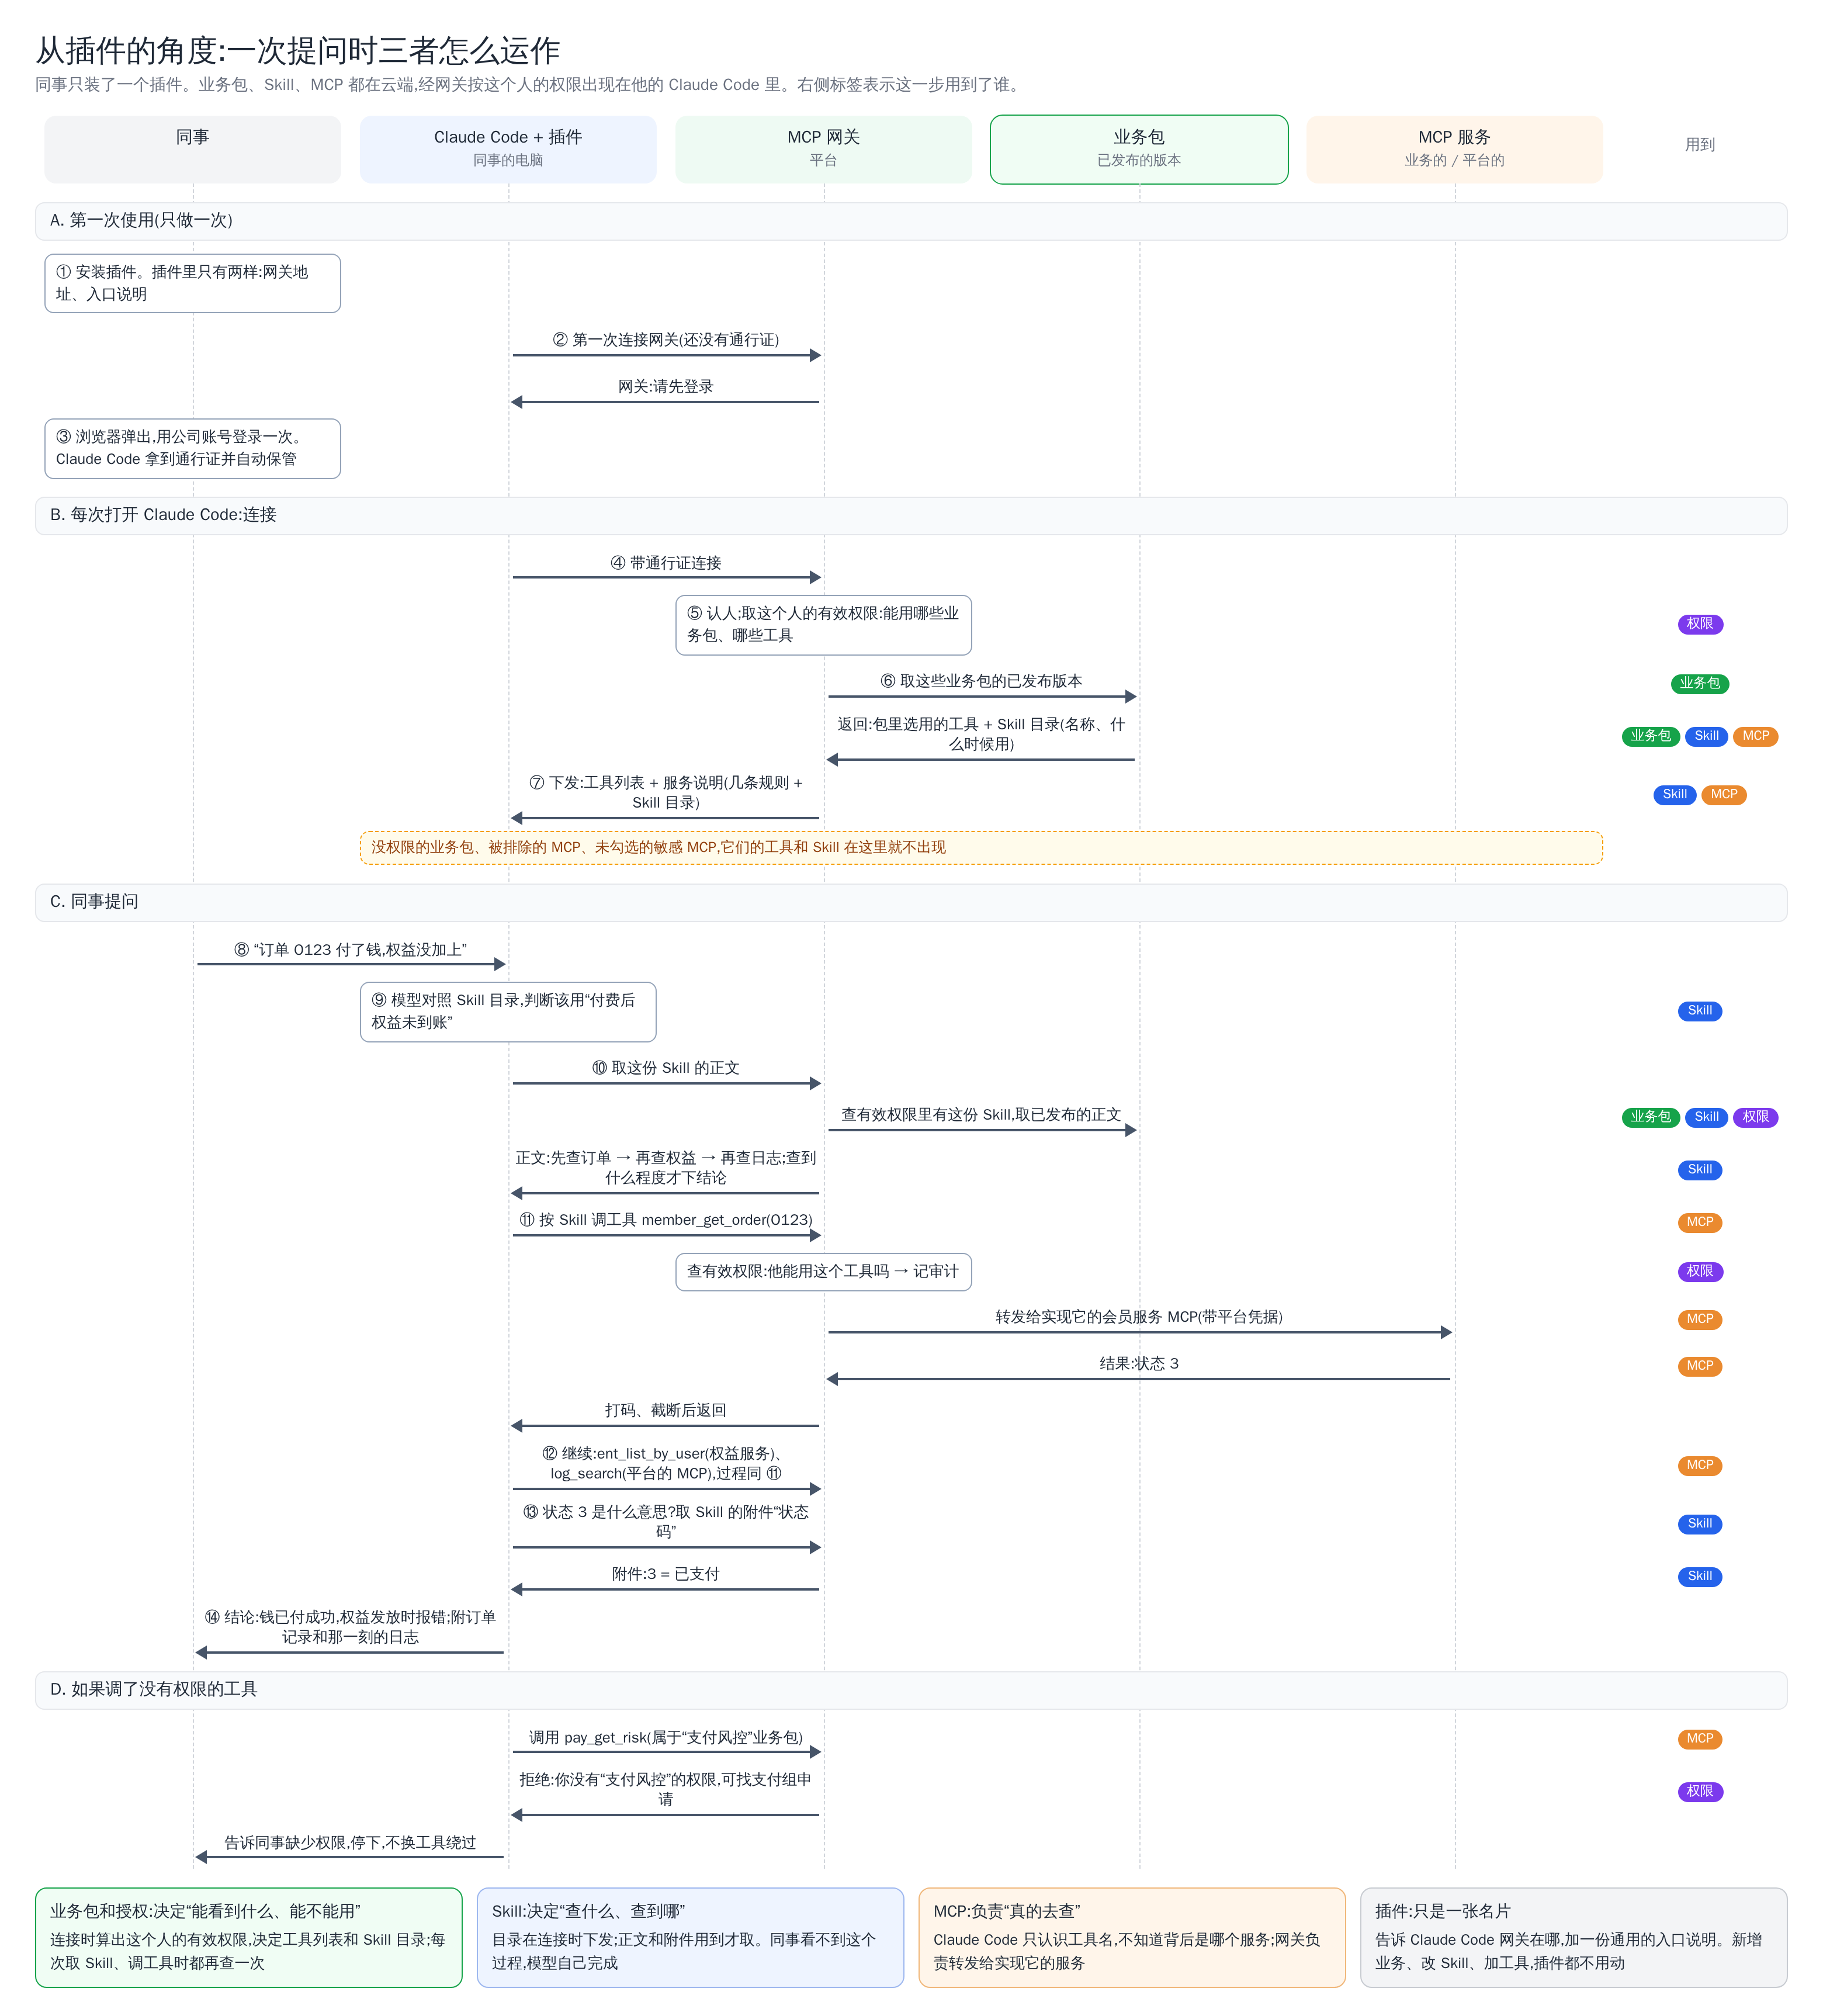 从插件的角度:一次提问时三者怎么运作
同事只装了一个插件。业务包、Skill、MCP 都在云端,经网关按这个人的权限出现在他的 Claude Code 里。右侧标签表示这一步用到了谁。
同事
Claude Code + 插件
同事的电脑
MCP 网关
平台
业务包
已发布的版本
MCP 服务
业务的 / 平台的
用到
A. 第一次使用(只做一次)
① 安装插件。插件里只有两样:网关地
址、入口说明
② 第一次连接网关(还没有通行证)
网关:请先登录
③ 浏览器弹出,用公司账号登录一次。
Claude Code 拿到通行证并自动保管
B. 每次打开 Claude Code:连接
④ 带通行证连接
⑤ 认人;取这个人的有效权限:能用哪些业
务包、哪些工具
权限
⑥ 取这些业务包的已发布版本
业务包
返回:包里选用的工具 + Skill 目录(名称、什
么时候用)
业务包 Skill MCP
⑦ 下发:工具列表 + 服务说明(几条规则 +
Skill 目录)
Skill MCP
没权限的业务包、被排除的 MCP、未勾选的敏感 MCP,它们的工具和 Skill 在这里就不出现
C. 同事提问
⑧ “订单 O123 付了钱,权益没加上”
⑨ 模型对照 Skill 目录,判断该用“付费后
权益未到账”
Skill
⑩ 取这份 Skill 的正文
查有效权限里有这份 Skill,取已发布的正文
业务包 Skill 权限
正文:先查订单 → 再查权益 → 再查日志;查到
什么程度才下结论
Skill
⑪ 按 Skill 调工具 member_get_order(O123)
MCP
查有效权限:他能用这个工具吗 → 记审计
权限
转发给实现它的会员服务 MCP(带平台凭据)
MCP
结果:状态 3
MCP
打码、截断后返回
⑫ 继续:ent_list_by_user(权益服务)、
log_search(平台的 MCP),过程同 ⑪
MCP
⑬ 状态 3 是什么意思?取 Skill 的附件“状态
码”
Skill
附件:3 = 已支付
Skill
⑭ 结论:钱已付成功,权益发放时报错;附订单
记录和那一刻的日志
D. 如果调了没有权限的工具
调用 pay_get_risk(属于“支付风控”业务包)
MCP
拒绝:你没有“支付风控”的权限,可找支付组申
请
权限
告诉同事缺少权限,停下,不换工具绕过
业务包和授权:决定“能看到什么、能不能用”
连接时算出这个人的有效权限,决定工具列表和 Skill 目录;每
次取 Skill、调工具时都再查一次
Skill:决定“查什么、查到哪”
目录在连接时下发;正文和附件用到才取。同事看不到这个
过程,模型自己完成
MCP:负责“真的去查”
Claude Code 只认识工具名,不知道背后是哪个服务;网关负
责转发给实现它的服务
插件:只是一张名片
告诉 Claude Code 网关在哪,加一份通用的入口说明。新增
业务、改 Skill、加工具,插件都不用动